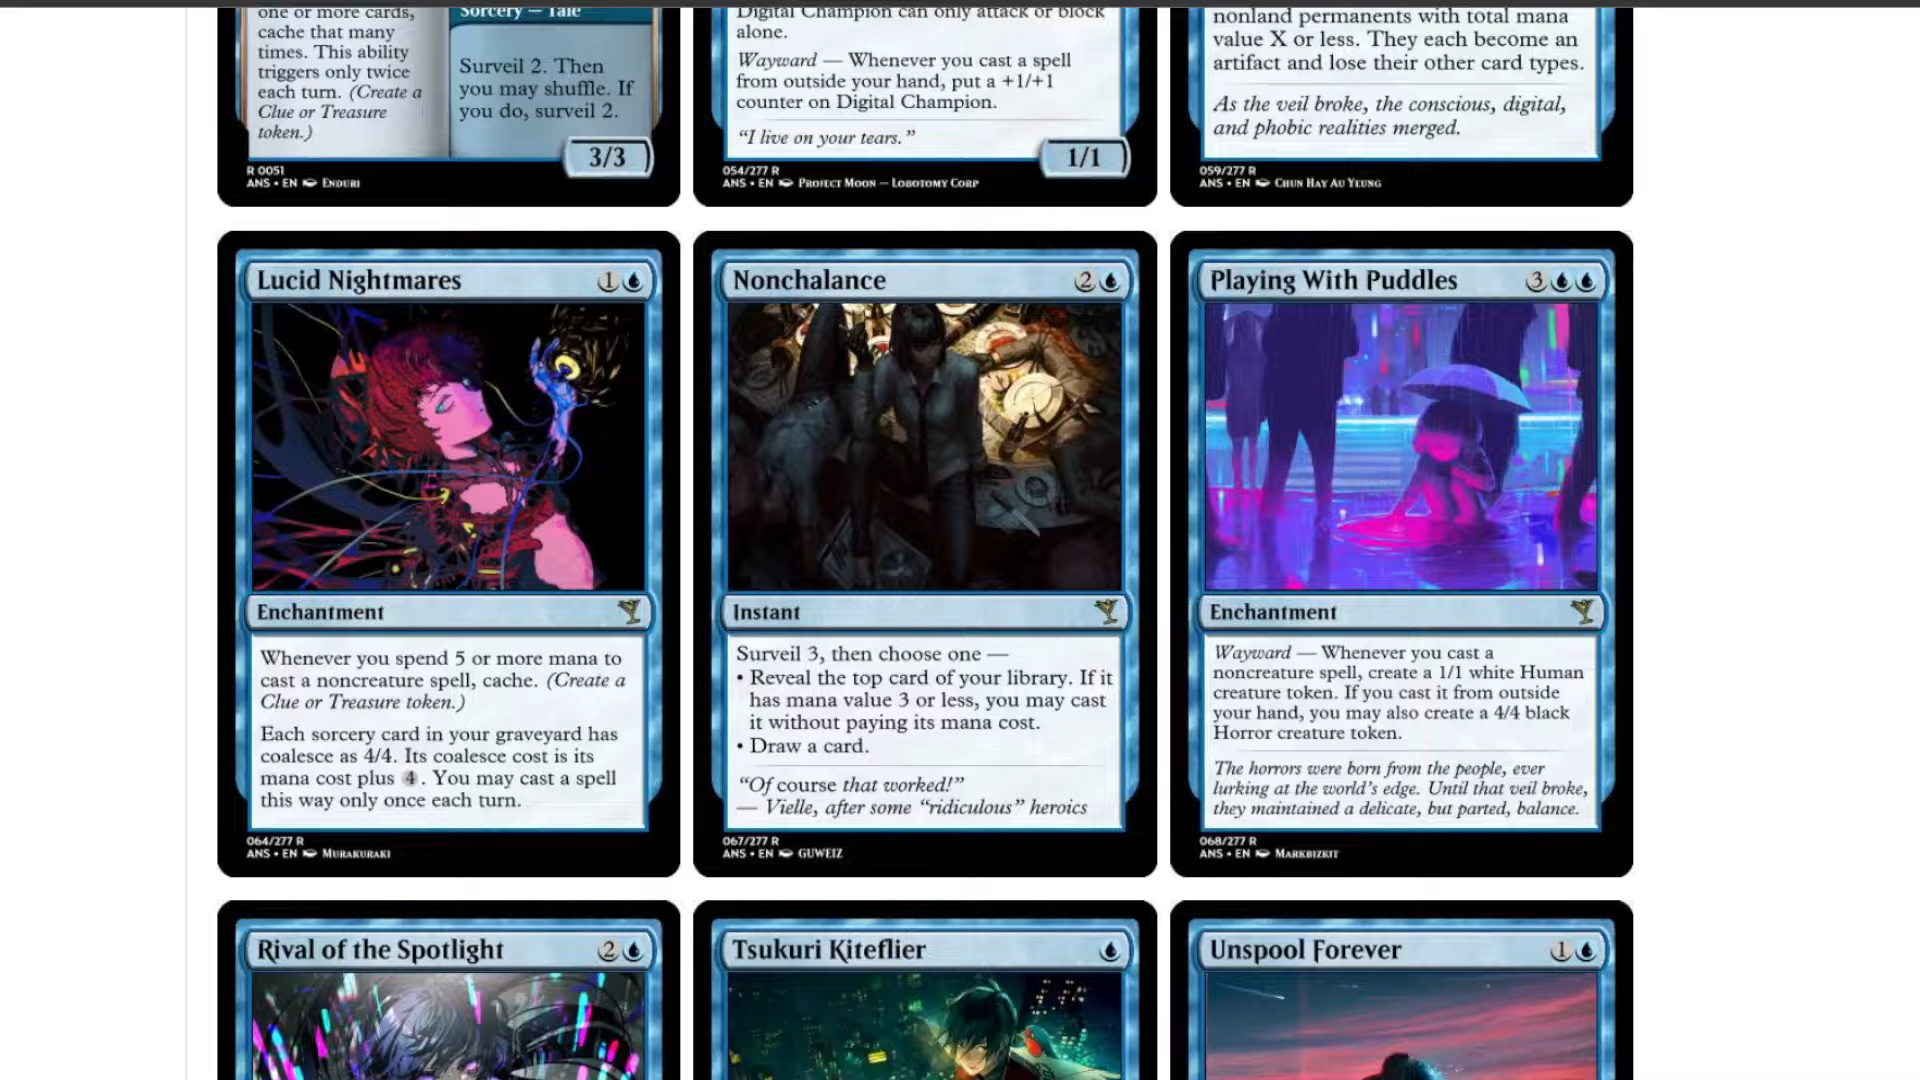 one or more cards,
cache that many
times. This ability
triggers only twice
each turn. (Create a
Clue or Treasure
token.)
Sorcery — Tale
Surveil 2. Then
you may shuffle. If
you do, surveil 2.
3/3
R 0051
ANS • EN ENDURI
Digital Champion can only attack or block
alone.
Wayward — Whenever you cast a spell
from outside your hand, put a +1/+1
counter on Digital Champion.
“I live on your tears.”
1/1
054/277 R
ANS • EN PROJECT MOON — LOBOTOMY CORP
nonland permanents with total mana
value X or less. They each become an
artifact and lose their other card types.
As the veil broke, the conscious, digital,
and phobic realities merged.
059/277 R
ANS • EN CHUN HAY AU YEUNG
Lucid Nightmares 1
Enchantment
Whenever you spend 5 or more mana to
cast a noncreature spell, cache. (Create a
Clue or Treasure token.)
Each sorcery card in your graveyard has
coalesce as 4/4. Its coalesce cost is its
mana cost plus 4. You may cast a spell
this way only once each turn.
064/277 R
ANS • EN MURAKURAKI
Nonchalance 2
Instant
Surveil 3, then choose one —
• Reveal the top card of your library. If it
has mana value 3 or less, you may cast
it without paying its mana cost.
• Draw a card.
“Of course that worked!”
— Vielle, after some “ridiculous” heroics
067/277 R
ANS • EN GUWEIZ
Playing With Puddles 3
Enchantment
Wayward — Whenever you cast a
noncreature spell, create a 1/1 white Human
creature token. If you cast it from outside
your hand, you may also create a 4/4 black
Horror creature token.
The horrors were born from the people, ever
lurking at the world’s edge. Until that veil broke,
they maintained a delicate, but parted, balance.
068/277 R
ANS • EN MARKBIZKIT
Rival of the Spotlight 2
Tsukuri Kiteflier
Unspool Forever 1